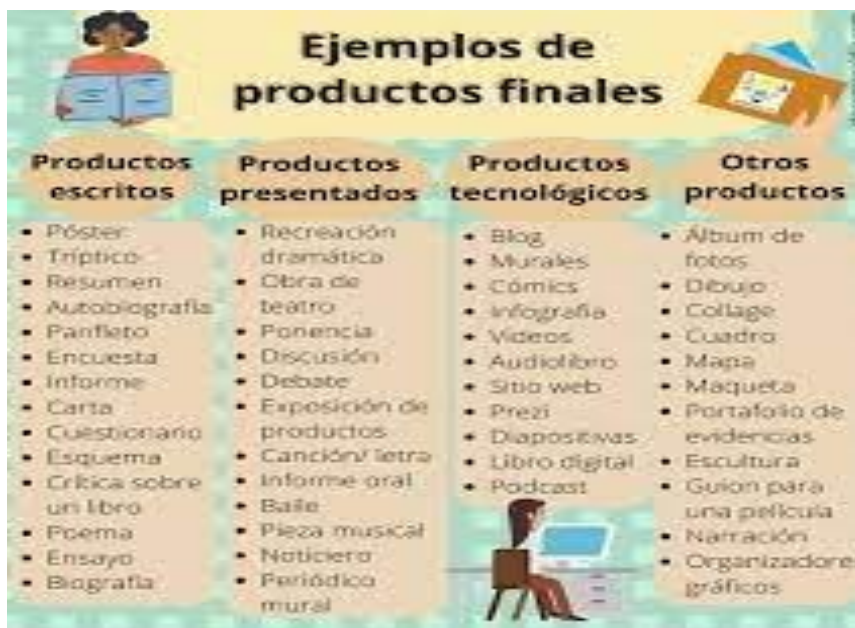 Ejemplos de
productos finales
Productos
escritos
• Póster
• Tríptico
• Resumen
• Autobiografía
• Panfleto
• Encuesta
• Informe
• Carta
• Cuestionario
• Esquema
• Crítica sobre
un libro
• Poema
• Ensayo
• Biografía
Productos
presentados
• Recreación
dramática
• Obra de
teatro
• Ponencia
• Discusión
• Debate
• Exposición de
productos
• Canción/ letra
• Informe oral
• Baile
• Pieza musical
• Noticiero
• Periódico
mural
Productos
tecnológicos
• Blog
• Murales
• Cómics
• Infografía
• Videos
• Audiolibro
• Sitio web
• Prezi
• Diapositivas
• Libro digital
• Podcast
Otros
productos
• Álbum de
fotos
• Dibujo
• Collage
• Cuadro
• Mapa
• Maqueta
• Portafolio de
evidencias
• Escultura
• Guion para
una película
• Narración
• Organizadore
gráficos